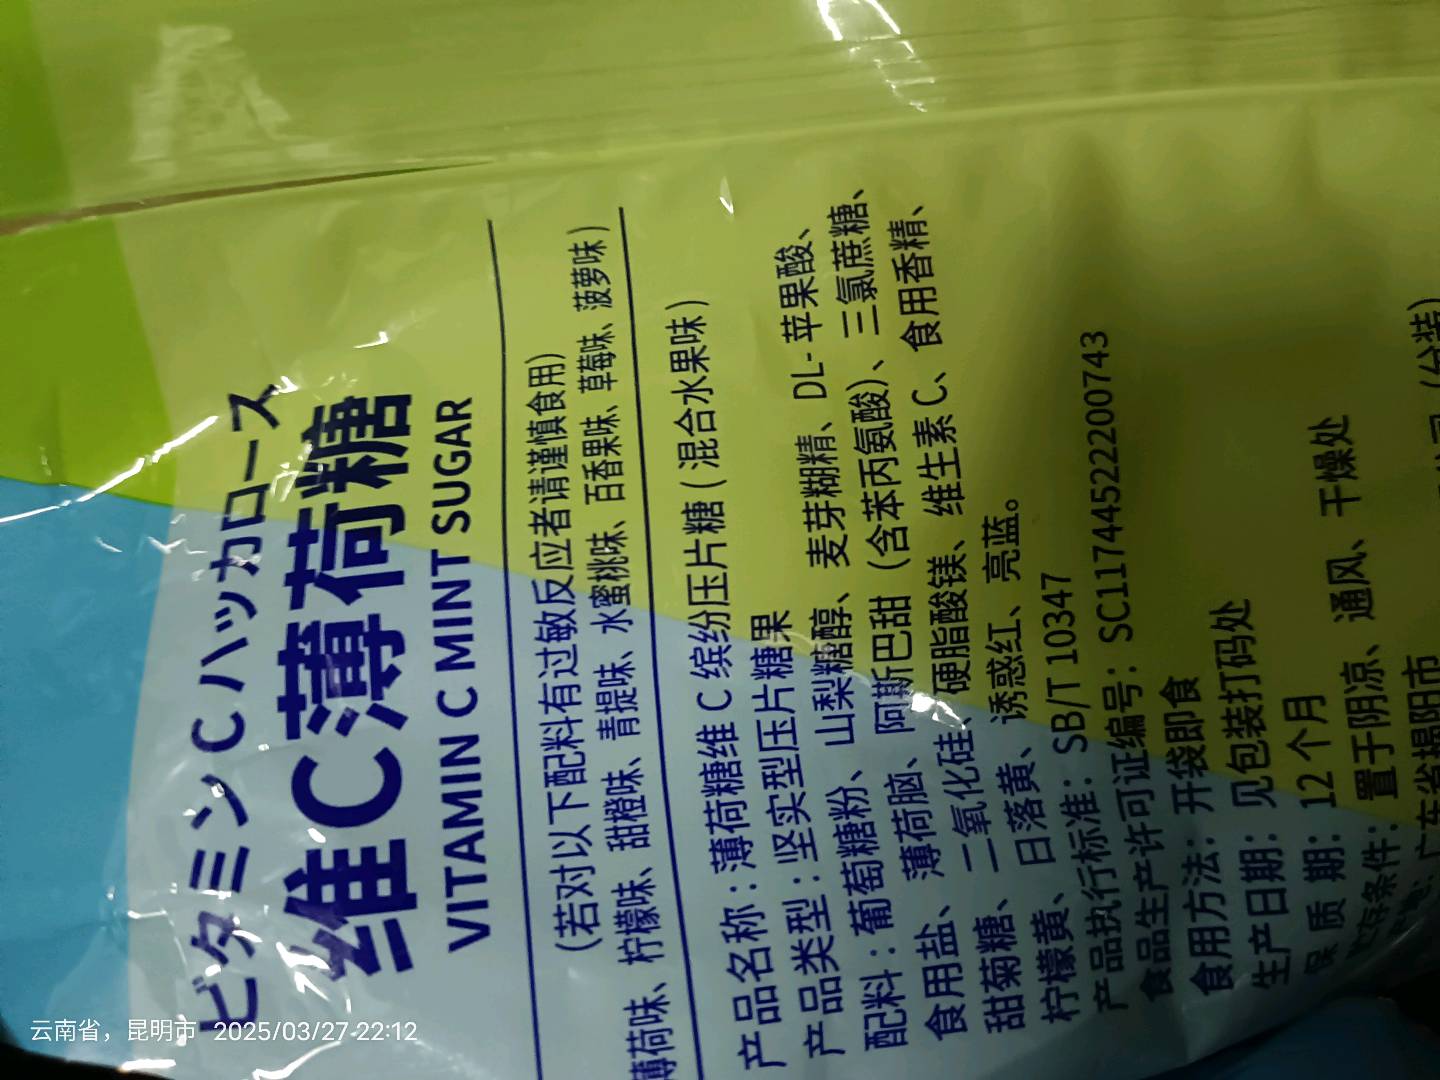 ビタミンCハッカロース
维C薄荷糖
VITAMIN C MINT SUGAR
(若对以下配料有过敏反应者请谨慎食用)
薄荷味、柠檬味、甜橙味、青提味、水蜜桃味、百香果味、草莓味、菠萝味)
产品名称:薄荷糖维C缤纷压片糖(混合水果味)
产品类型:坚实型压片糖果
配料:葡萄糖粉、山梨糖醇、麦芽糊精、DL-苹果酸、
食用盐、薄荷脑、阿斯巴甜(含苯丙氨酸)、三氯蔗糖、
甜菊糖、二氧化硅、硬脂酸镁、维生素C、食用香精、
柠檬黄、日落黄、诱惑红、亮蓝。
产品执行标准:SB/T 10347
食品生产许可证编号:SC11744522200743
食用方法:开袋即食
生产日期:见包装打码处
保质期:12个月
贮存条件:置于阴凉、通风、干燥处
广东省揭阳市
(分装)
云南省,昆明市 2025/03/27-22:12